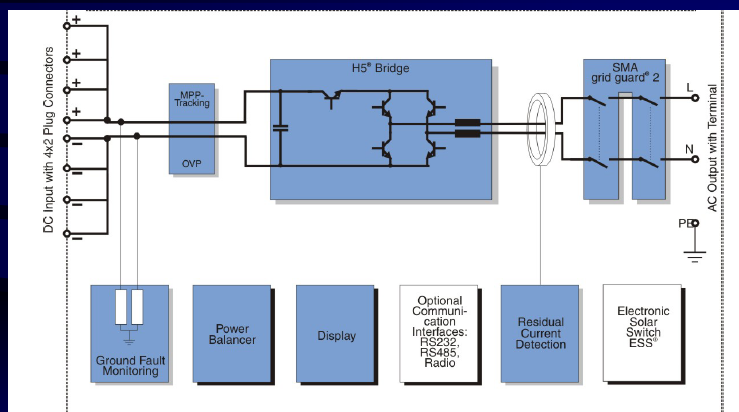 DC Input with 4x2 Plug Connectors
+
+
+
+
−
−
−
−
MPP-
Tracking
OVP
H5® Bridge
SMA
grid guard® 2
L
N
PE
AC Output with Terminal
Ground Fault
Monitoring
Power
Balancer
Display
Optional
Communi-
cation
Interfaces:
RS232,
RS485,
Radio
Residual
Current
Detection
Electronic
Solar
Switch
ESS®